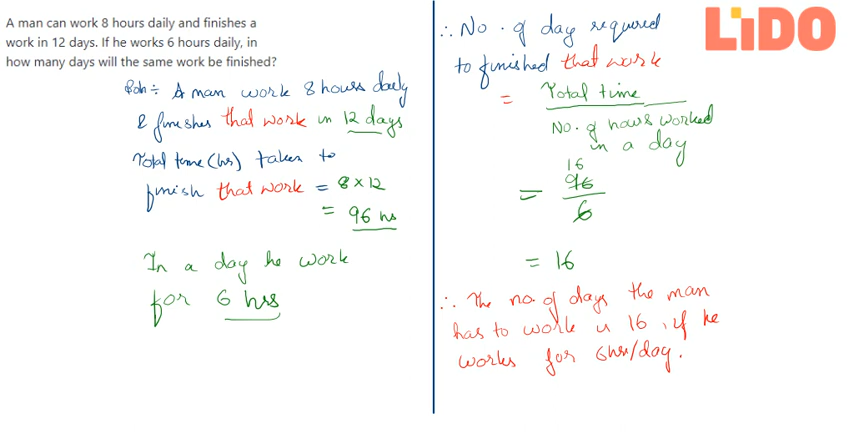 A man can work 8 hours daily and finishes a
work in 12 days. If he works 6 hours daily, in
how many days will the same work be finished?
Soln :- A man work 8 hours daily
& finishes that work in 12 days
Total time (hrs) taken to
finish that work = 8 × 12
= 96 hrs
In a day he work
for 6 hrs
LiDO
∴ No. of day required
to finished that work
= Total time
No. of hours worked
in a day
16
= 96
6
= 16
∴ The no. of days the man
has to work is 16, if he
works for 6hrs/day.